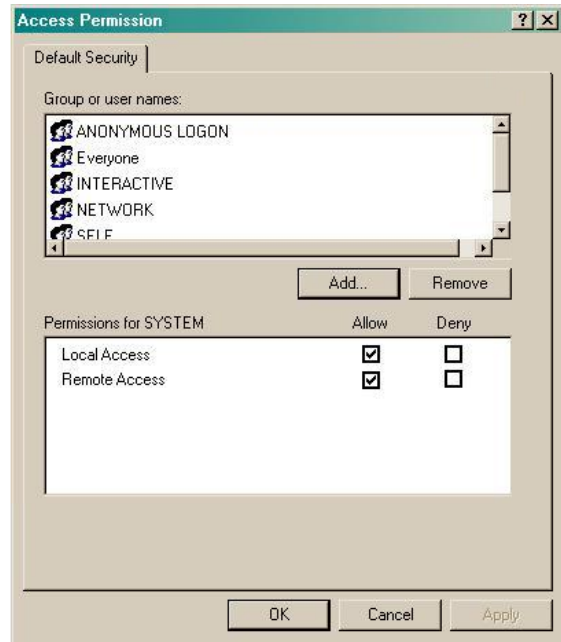 Access Permission
Default Security
Group or user names:
ANONYMOUS LOGON
Everyone
INTERACTIVE
NETWORK
SELF
Add... Remove
Permissions for SYSTEM Allow Deny
Local Access
Remote Access
OK Cancel Apply